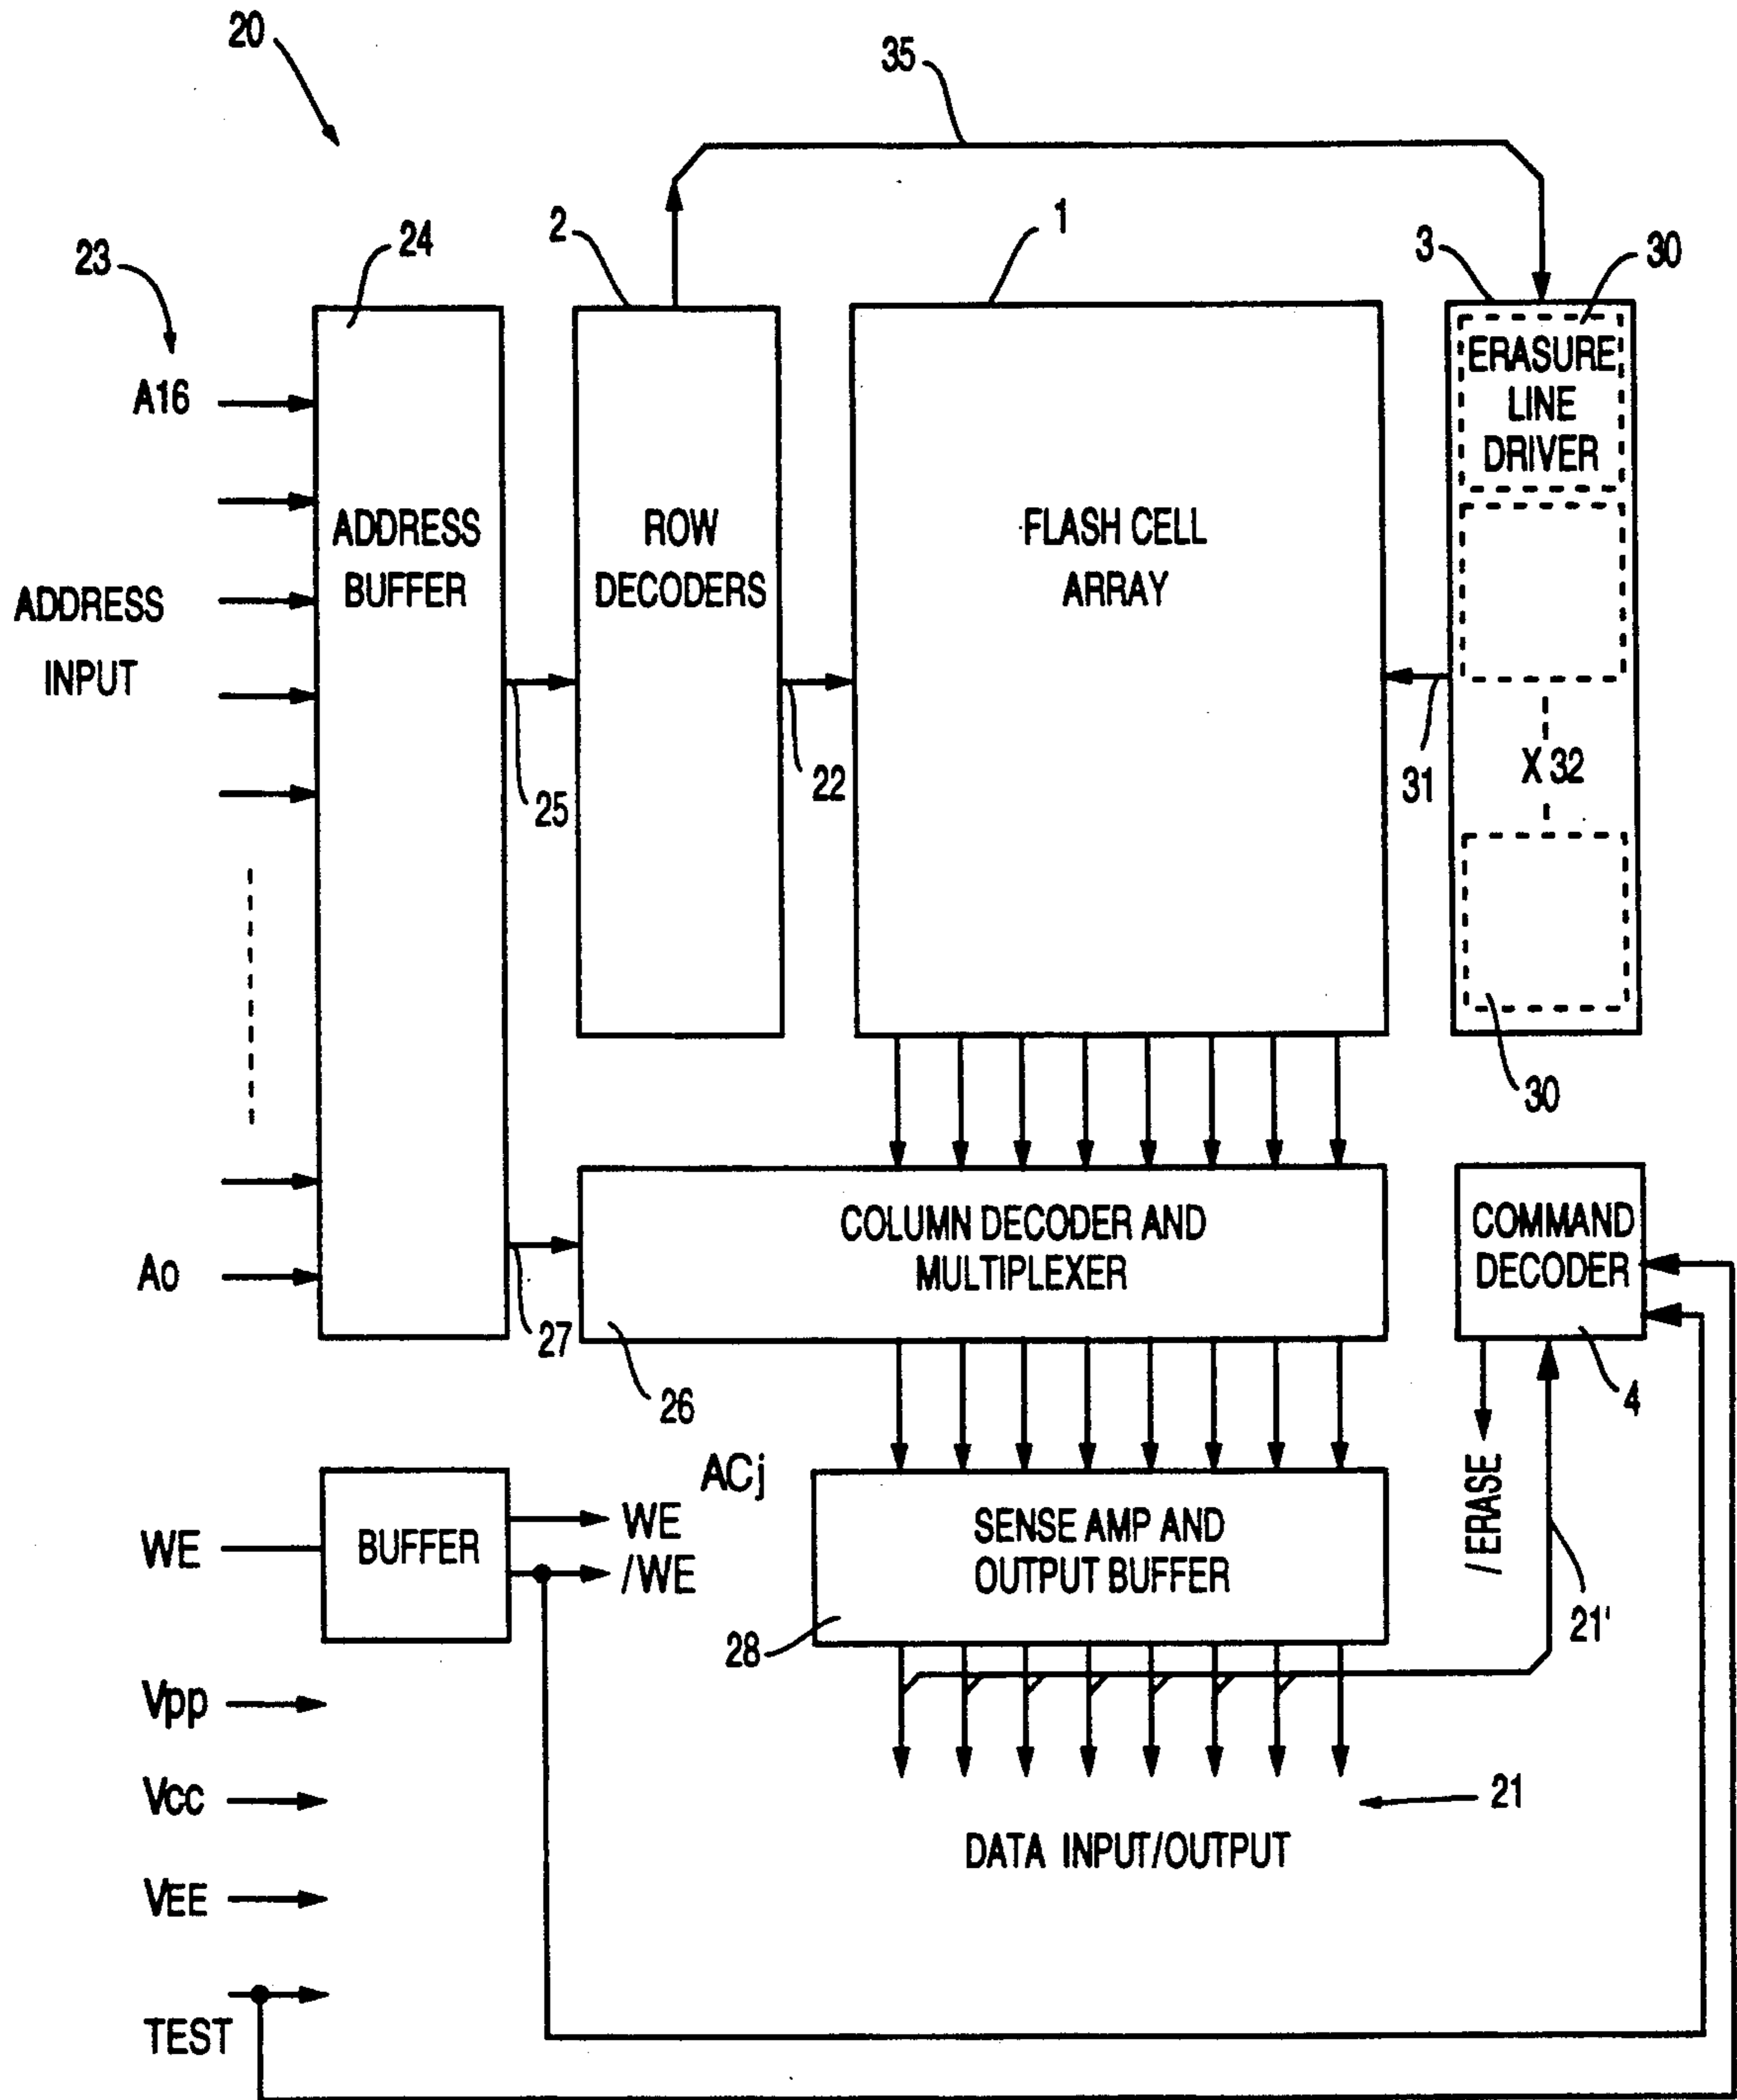 20
35
2
1
3
30
23
24
A16
ERASURE
LINE
DRIVER
ADDRESS
BUFFER
ROW
DECODERS
FLASH CELL
ARRAY
ADDRESS
INPUT
25
22
31
X 32
30
A0
27
COLUMN DECODER AND
MULTIPLEXER
26
COMMAND
DECODER
4
ACj
WE
BUFFER
WE
/WE
SENSE AMP AND
OUTPUT BUFFER
28
/ERASE
21'
Vpp
Vcc
VEE
TEST
21
DATA INPUT/OUTPUT